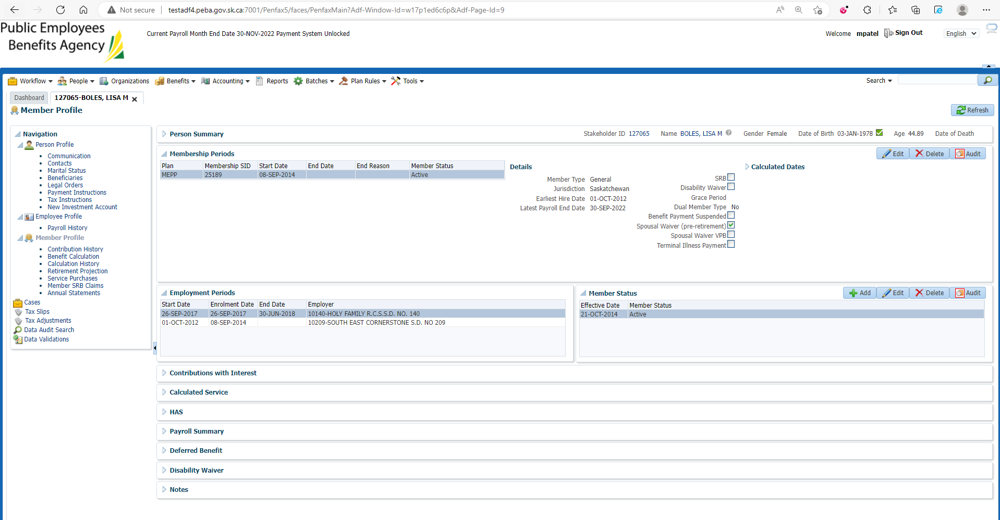 Not secure testadf4.peba.gov.sk.ca:7001/Penfax5/faces/PenfaxMain?Adf-Window-Id=w17p1ed6c6p&Adf-Page-Id=9
Public Employees
Benefits Agency
Current Payroll Month End Date 30-NOV-2022 Payment System Unlocked
Welcome mpatel Sign Out English
Workflow People Organizations Benefits Accounting Reports Batches Plan Rules Tools Search
Dashboard 127065-BOLES, LISA M
Member Profile
Refresh
Navigation
Person Profile
Communication
Contacts
Marital Status
Beneficiaries
Legal Orders
Payment Instructions
Tax Instructions
New Investment Account
Employee Profile
Payroll History
Member Profile
Contribution History
Benefit Calculation
Calculation History
Retirement Projection
Service Purchases
Member SRB Claims
Annual Statements
Cases
Tax Slips
Tax Adjustments
Data Audit Search
Data Validations
Person Summary Stakeholder ID 127065 Name BOLES, LISA M Gender Female Date of Birth 03-JAN-1978 Age 44.89 Date of Death
Membership Periods Edit Delete Audit
Plan Membership SID Start Date End Date End Reason Member Status
MEPP 25189 08-SEP-2014 Active
Details
Member Type General
Jurisdiction Saskatchewan
Earliest Hire Date 01-OCT-2012
Latest Payroll End Date 30-SEP-2022
SRB
Disability Waiver
Grace Period
Dual Member Type No
Benefit Payment Suspended
Spousal Waiver (pre-retirement)
Spousal Waiver VPB
Terminal Illness Payment
Calculated Dates
Employment Periods
Start Date Enrolment Date End Date Employer
26-SEP-2017 26-SEP-2017 30-JUN-2018 10140-HOLY FAMILY R.C.S.S.D. NO. 140
01-OCT-2012 08-SEP-2014 10209-SOUTH EAST CORNERSTONE S.D. NO 209
Member Status Add Edit Delete Audit
Effective Date Member Status
21-OCT-2014 Active
Contributions with Interest
Calculated Service
HAS
Payroll Summary
Deferred Benefit
Disability Waiver
Notes